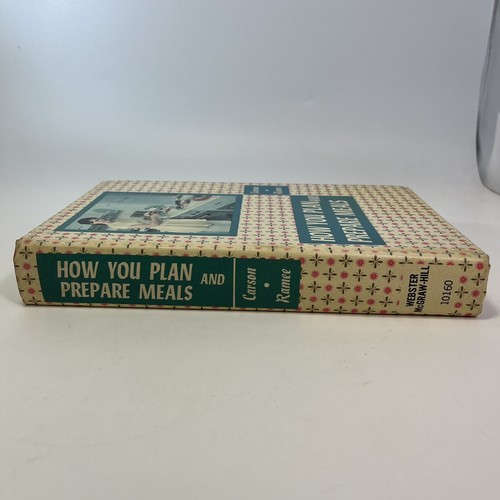 HOW YOU PLAN AND
PREPARE MEALS
Carson • Ramee
WEBSTER
McGRAW-HILL
10160
HOW YOU PLAN
PREPARE MEALS